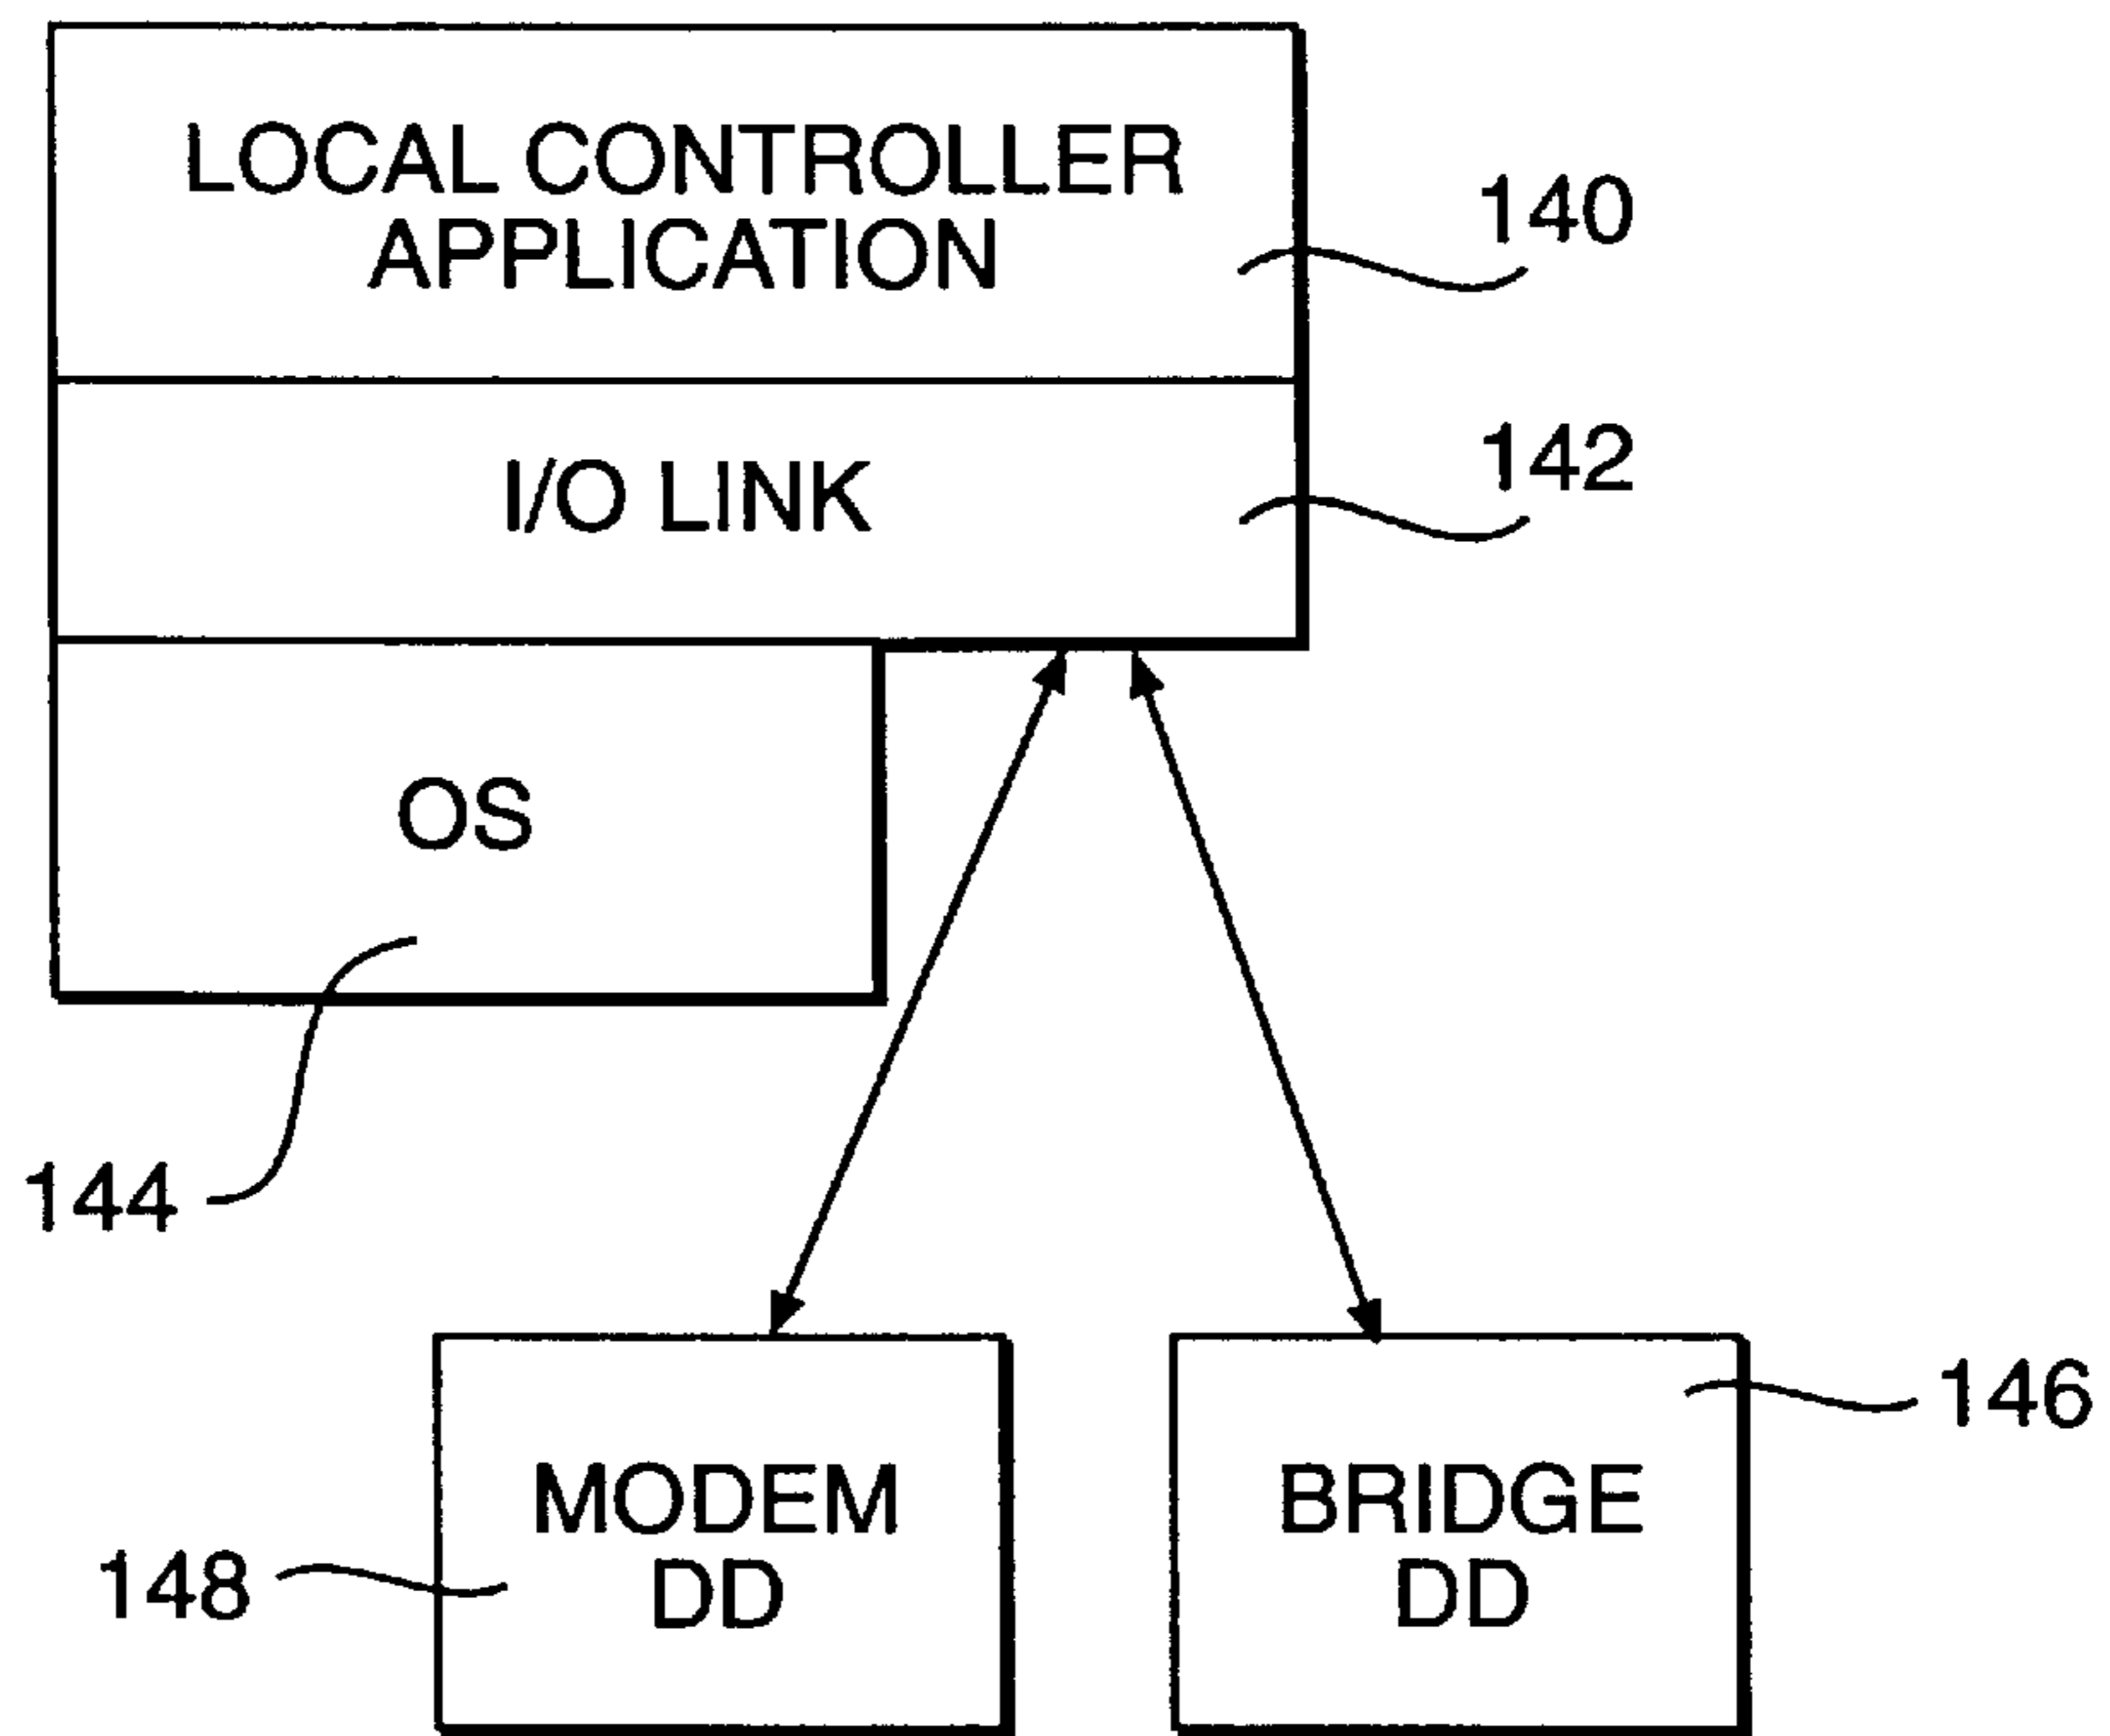 LOCAL CONTROLLER
APPLICATION
140
I/O LINK
142
OS
144
MODEM
DD
148
BRIDGE
DD
146